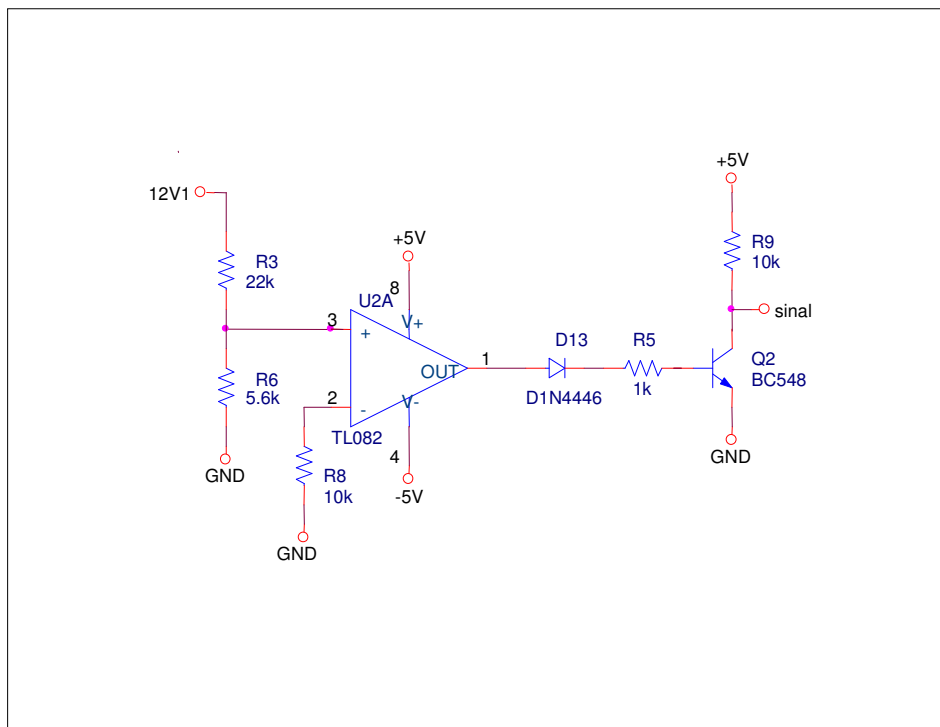 12V1
R3
22k
R6
5.6k
GND
+5V
8
U2A
V+
3
+
OUT
1
2
-
V-
TL082
4
-5V
R8
10k
GND
D13
D1N4446
R5
1k
+5V
R9
10k
sinal
Q2
BC548
GND